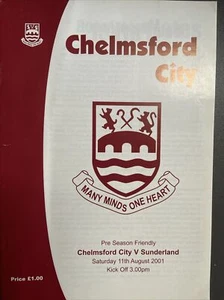 Chelmsford
City
MANY MINDS ONE HEART
Pre Season Friendly
Chelmsford City V Sunderland
Saturday 11th August 2001
Kick Off 3.00pm
Price £1.00